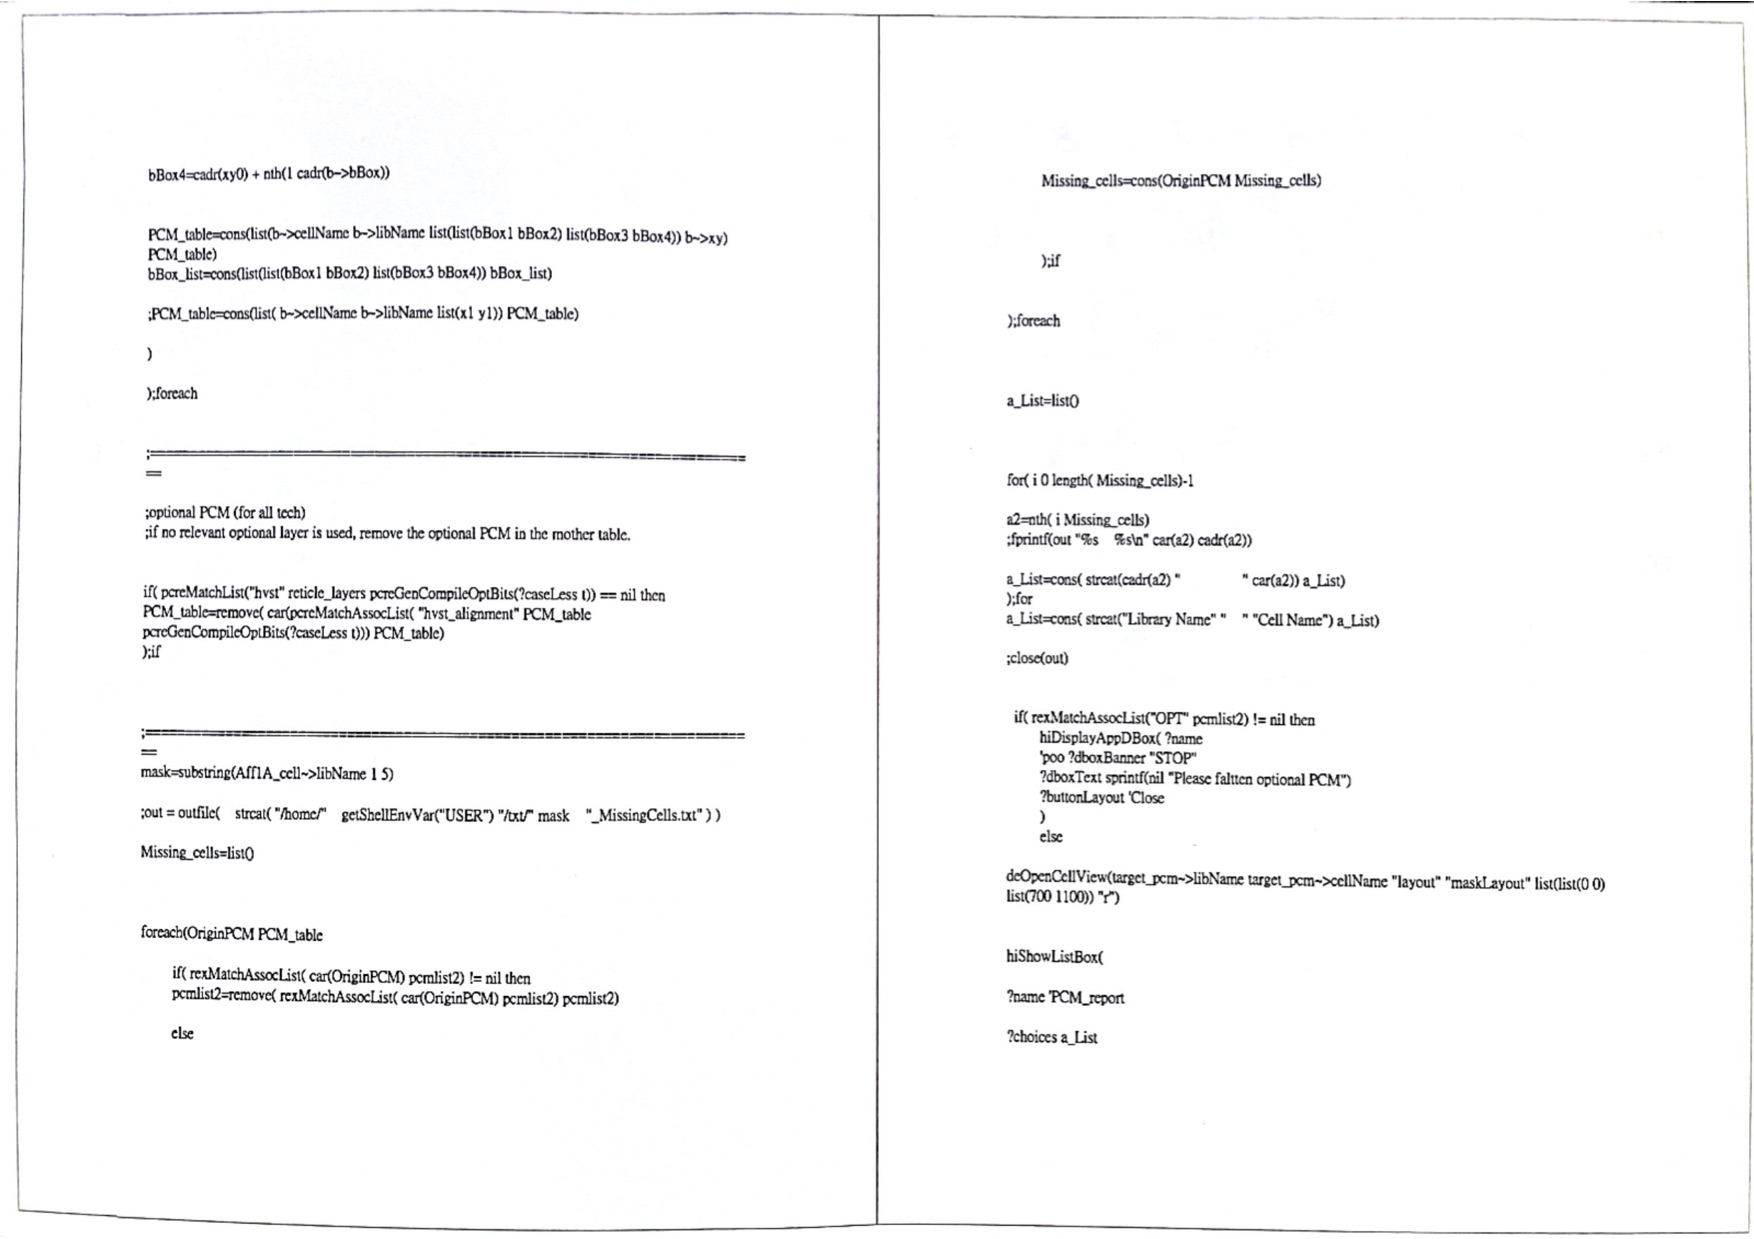 bBox4=cadr(xy0) + nth(1 cadr(b~>bBox))
PCM_table=cons(list(b~>cellName b~>libName list(list(bBox1 bBox2) list(bBox3 bBox4)) b~>xy)
PCM_table)
bBox_list=cons(list(list(bBox1 bBox2) list(bBox3 bBox4)) bBox_list)
;PCM_table=cons(list( b~>cellName b~>libName list(x1 y1)) PCM_table)
)
);foreach
;==========================================================================
==
;optional PCM (for all tech)
;if no relevant optional layer is used, remove the optional PCM in the mother table.
if( pcreMatchList("hvst" reticle_layers pcreGenCompileOptBits(?caseLess t)) == nil then
PCM_table=remove( car(pcreMatchAssocList( "hvst_alignment" PCM_table
pcreGenCompileOptBits(?caseLess t))) PCM_table)
);if
;==========================================================================
==
mask=substring(Aff1A_cell~>libName 1 5)
;out = outfile( strcat( "/home/" getShellEnvVar("USER") "/txt/" mask "_MissingCells.txt" ) )
Missing_cells=list()
foreach(OriginPCM PCM_table
if( rexMatchAssocList( car(OriginPCM) pcmlist2) != nil then
pcmlist2=remove( rexMatchAssocList( car(OriginPCM) pcmlist2) pcmlist2)
else
Missing_cells=cons(OriginPCM Missing_cells)
);if
);foreach
a_List=list()
for( i 0 length( Missing_cells)-1
a2=nth( i Missing_cells)
;fprintf(out "%s %s\n" car(a2) cadr(a2))
a_List=cons( strcat(cadr(a2) " " car(a2)) a_List)
);for
a_List=cons( strcat("Library Name" " " "Cell Name") a_List)
;close(out)
if( rexMatchAssocList("OPT" pcmlist2) != nil then
hiDisplayAppDBox( ?name
'poo ?dboxBanner "STOP"
?dboxText sprintf(nil "Please faltten optional PCM")
?buttonLayout 'Close
)
else
deOpenCellView(target_pcm~>libName target_pcm~>cellName "layout" "maskLayout" list(list(0 0)
list(700 1100)) "r")
hiShowListBox(
?name 'PCM_report
?choices a_List